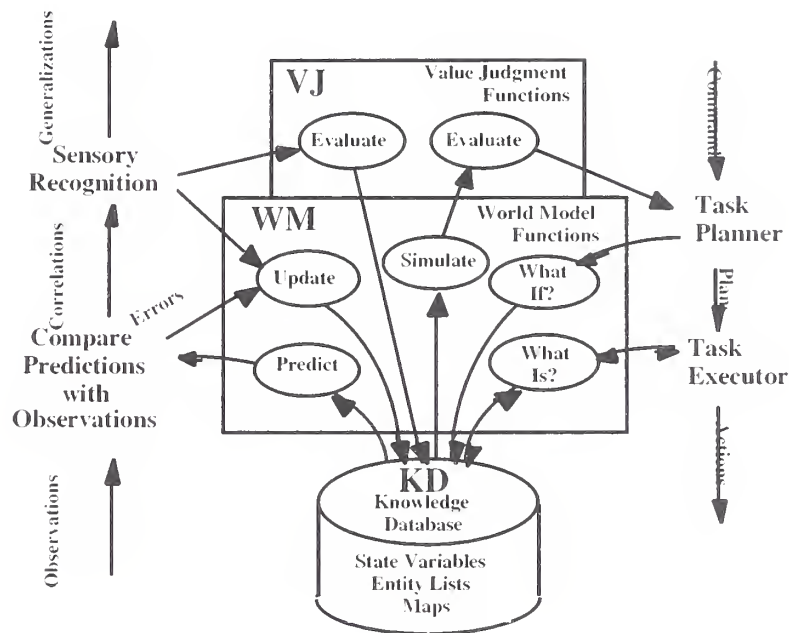 Generalizations
VJ
Value Judgment
Functions
Evaluate
Evaluate
Command
Sensory
Recognition
WM
World Model
Functions
Task
Planner
Correlations
Errors
Update
Simulate
What
If?
Plan
Compare
Predictions
with
Observations
Predict
What
Is?
Task
Executor
Observations
KD
Knowledge
Database
Actions
State Variables
Entity Lists
Maps